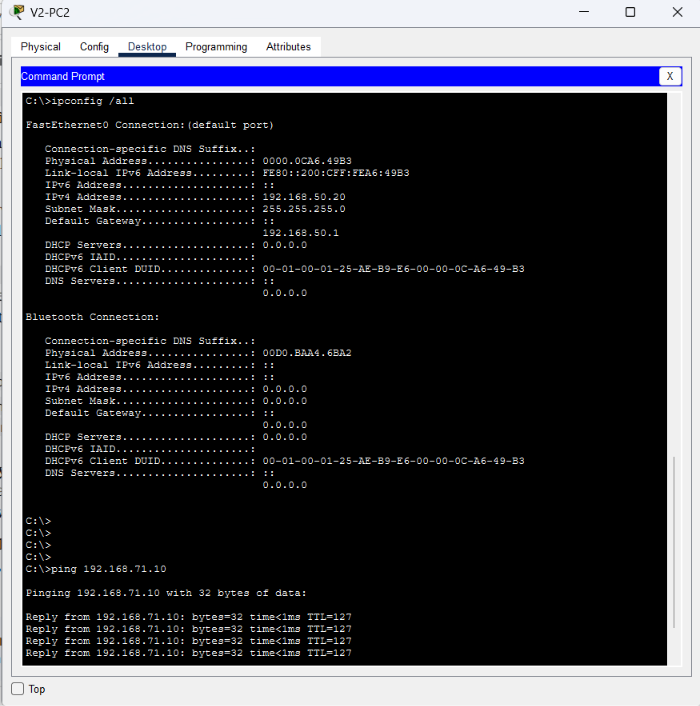 V2-PC2
Physical Config Desktop Programming Attributes
Command Prompt X
C:\>ipconfig /all
FastEthernet0 Connection:(default port)
Connection-specific DNS Suffix..:
Physical Address................: 0000.0CA6.49B3
Link-local IPv6 Address.........: FE80::200:CFF:FEA6:49B3
IPv6 Address....................: ::
IPv4 Address....................: 192.168.50.20
Subnet Mask.....................: 255.255.255.0
Default Gateway.................: ::
192.168.50.1
DHCP Servers....................: 0.0.0.0
DHCPv6 IAID.....................:
DHCPv6 Client DUID..............: 00-01-00-01-25-AE-B9-E6-00-00-0C-A6-49-B3
DNS Servers.....................: ::
0.0.0.0
Bluetooth Connection:
Connection-specific DNS Suffix..:
Physical Address................: 00D0.BAA4.6BA2
Link-local IPv6 Address.........: ::
IPv6 Address....................: ::
IPv4 Address....................: 0.0.0.0
Subnet Mask.....................: 0.0.0.0
Default Gateway.................: ::
0.0.0.0
DHCP Servers....................: 0.0.0.0
DHCPv6 IAID.....................:
DHCPv6 Client DUID..............: 00-01-00-01-25-AE-B9-E6-00-00-0C-A6-49-B3
DNS Servers.....................: ::
0.0.0.0
C:\>
C:\>
C:\>
C:\>
C:\>ping 192.168.71.10
Pinging 192.168.71.10 with 32 bytes of data:
Reply from 192.168.71.10: bytes=32 time<1ms TTL=127
Reply from 192.168.71.10: bytes=32 time<1ms TTL=127
Reply from 192.168.71.10: bytes=32 time<1ms TTL=127
Reply from 192.168.71.10: bytes=32 time<1ms TTL=127
Top